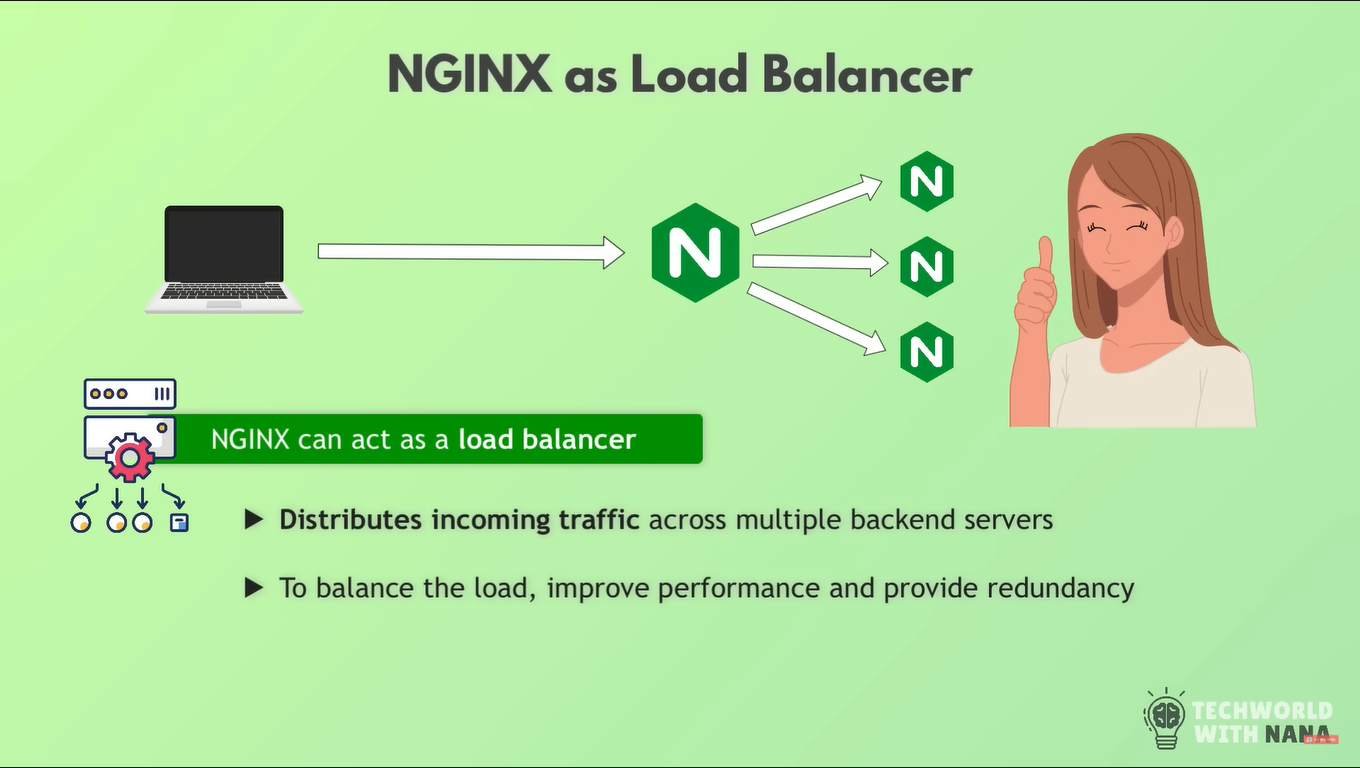 NGINX as Load Balancer
NGINX can act as a load balancer
Distributes incoming traffic across multiple backend servers
To balance the load, improve performance and provide redundancy
TECHWORLD
WITH NANA